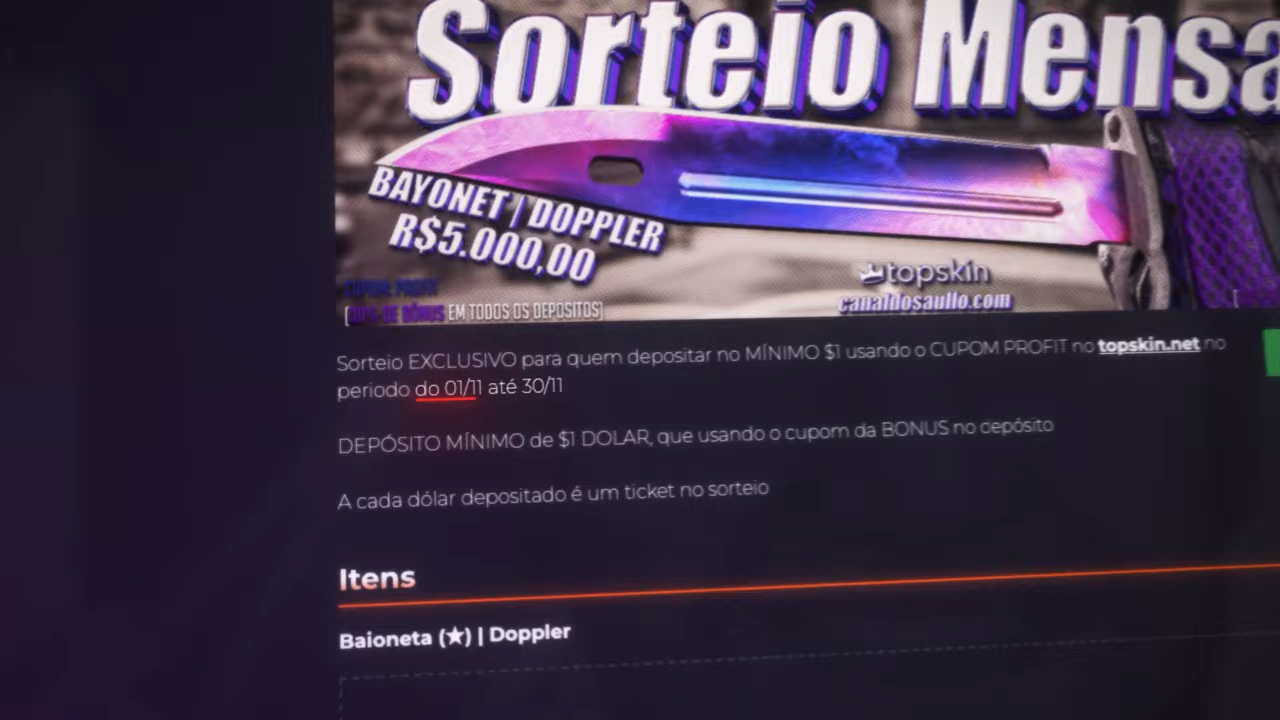 Sorteio Mensa
BAYONET | DOPPLER
R$5.000,00
CUPOM: PROFIT
DE BÔNUS EM TODOS OS DEPÓSITOS]
topskin
canaldosaullo.com
Sorteio EXCLUSIVO para quem depositar no MÍNIMO $1 usando o CUPOM PROFIT no topskin.net no
periodo do 01/11 até 30/11
DEPÓSITO MÍNIMO de $1 DOLAR, que usando o cupom da BONUS no depósito
A cada dólar depositado é um ticket no sorteio
Itens
Baioneta (★) | Doppler